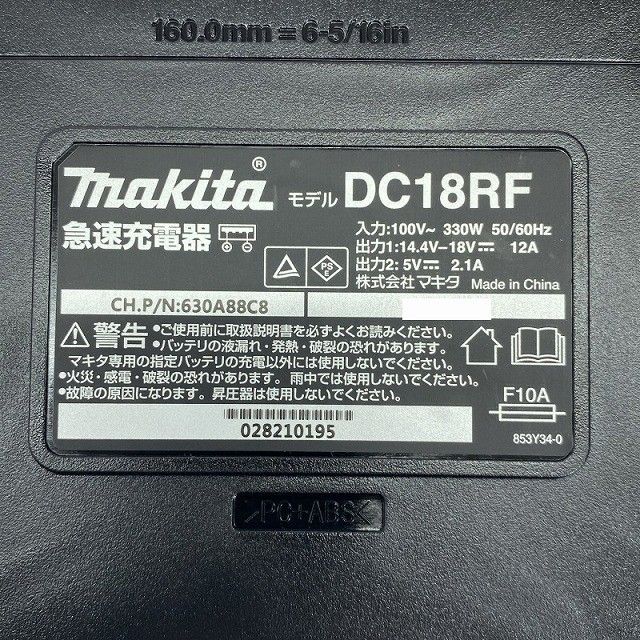 160.0mm ≡ 6-5/16in
makita® モデル DC18RF
急速充電器
入力:100V~ 330W 50/60Hz
出力1:14.4V-18V⎓ 12A
出力2: 5V⎓ 2.1A
株式会社マキタ Made in China
PS
E
CH.P/N:630A88C8
⚠警告
●ご使用前に取扱説明書を必ずよくお読みください。
●バッテリの液漏れ・発熱・破裂の恐れがあります。
マキタ専用の指定バッテリの充電以外には使用しないでください。
●火災・感電・破裂の恐れがあります。雨中では使用しないでください。
●故障の原因になります。昇圧器は使用しないでください。
F10A
028210195
853Y34-0
>PC+ABS<